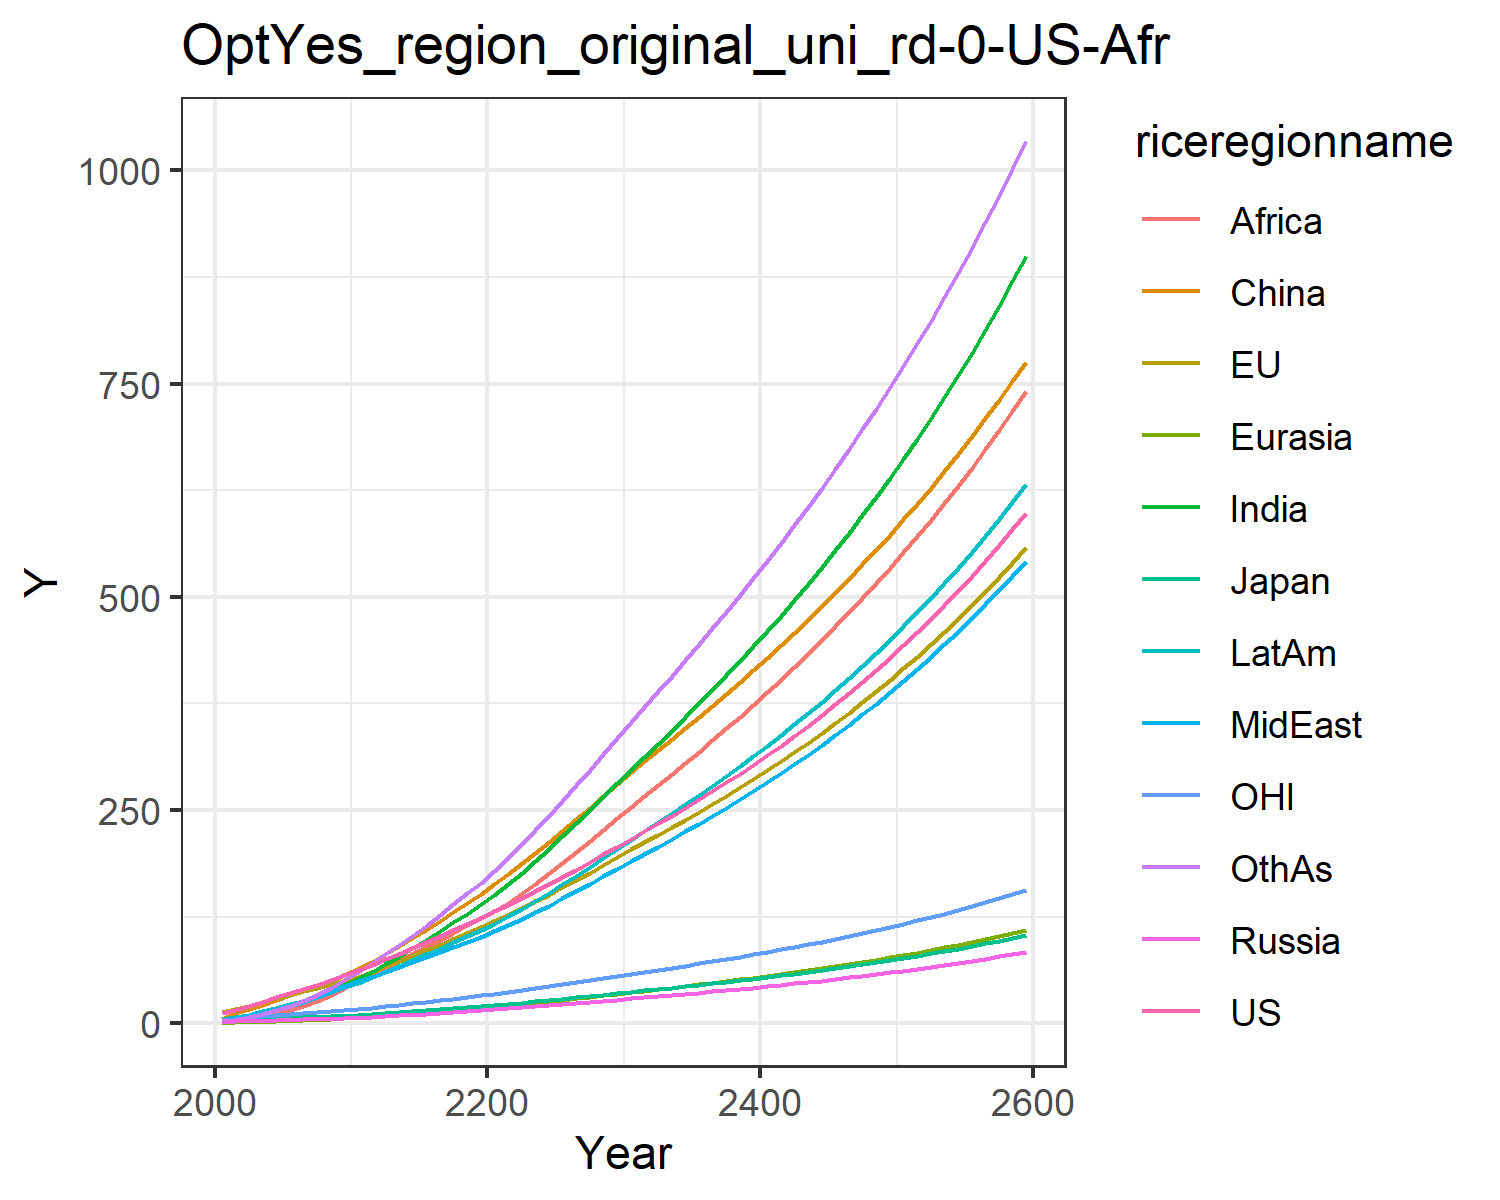 OptYes_region_original_uni_rd-0-US-Afr
riceregionname
Africa
China
EU
Eurasia
India
Japan
LatAm
MidEast
OHI
OthAs
Russia
US
Y
1000
750
500
250
0
2000 2200 2400 2600
Year